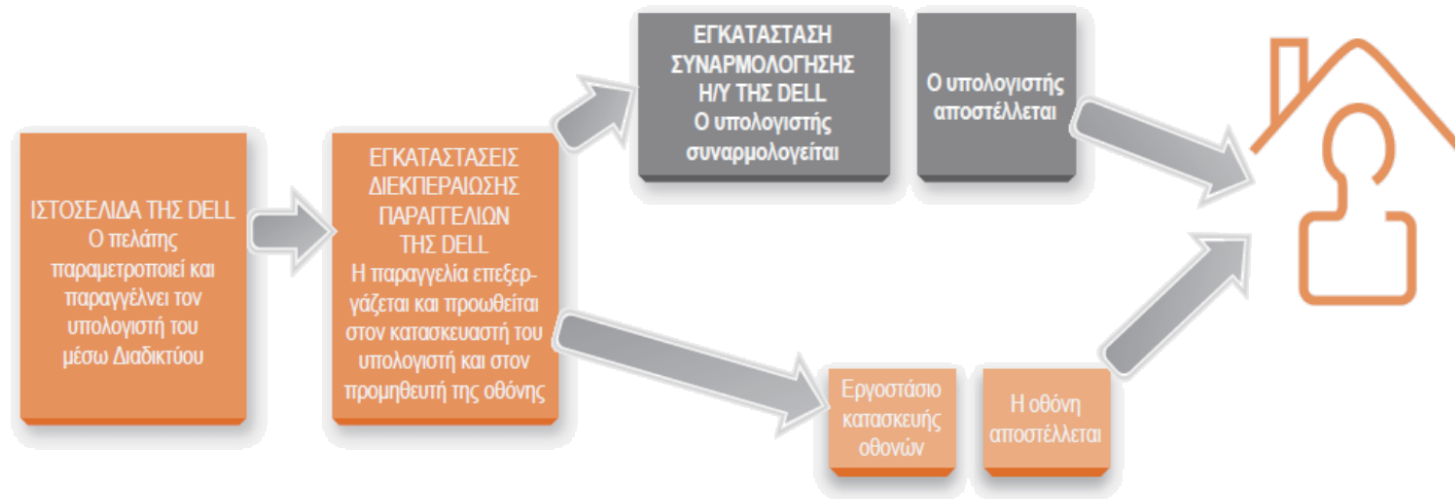 ΙΣΤΟΣΕΛΙΔΑ ΤΗΣ DELL
Ο πελάτης
παραμετροποιεί και
παραγγέλνει τον
υπολογιστή του
μέσω Διαδικτύου
ΕΓΚΑΤΑΣΤΑΣΕΙΣ
ΔΙΕΚΠΕΡΑΙΩΣΗΣ
ΠΑΡΑΓΓΕΛΙΩΝ
ΤΗΣ DELL
Η παραγγελία επεξερ-
γάζεται και προωθείται
στον κατασκευαστή του
υπολογιστή και στον
προμηθευτή της οθόνης
ΕΓΚΑΤΑΣΤΑΣΗ
ΣΥΝΑΡΜΟΛΟΓΗΣΗΣ
Η/Υ ΤΗΣ DELL
Ο υπολογιστής
συναρμολογείται
Ο υπολογιστής
αποστέλλεται
Εργοστάσιο
κατασκευής
οθονών
Η οθόνη
αποστέλλεται